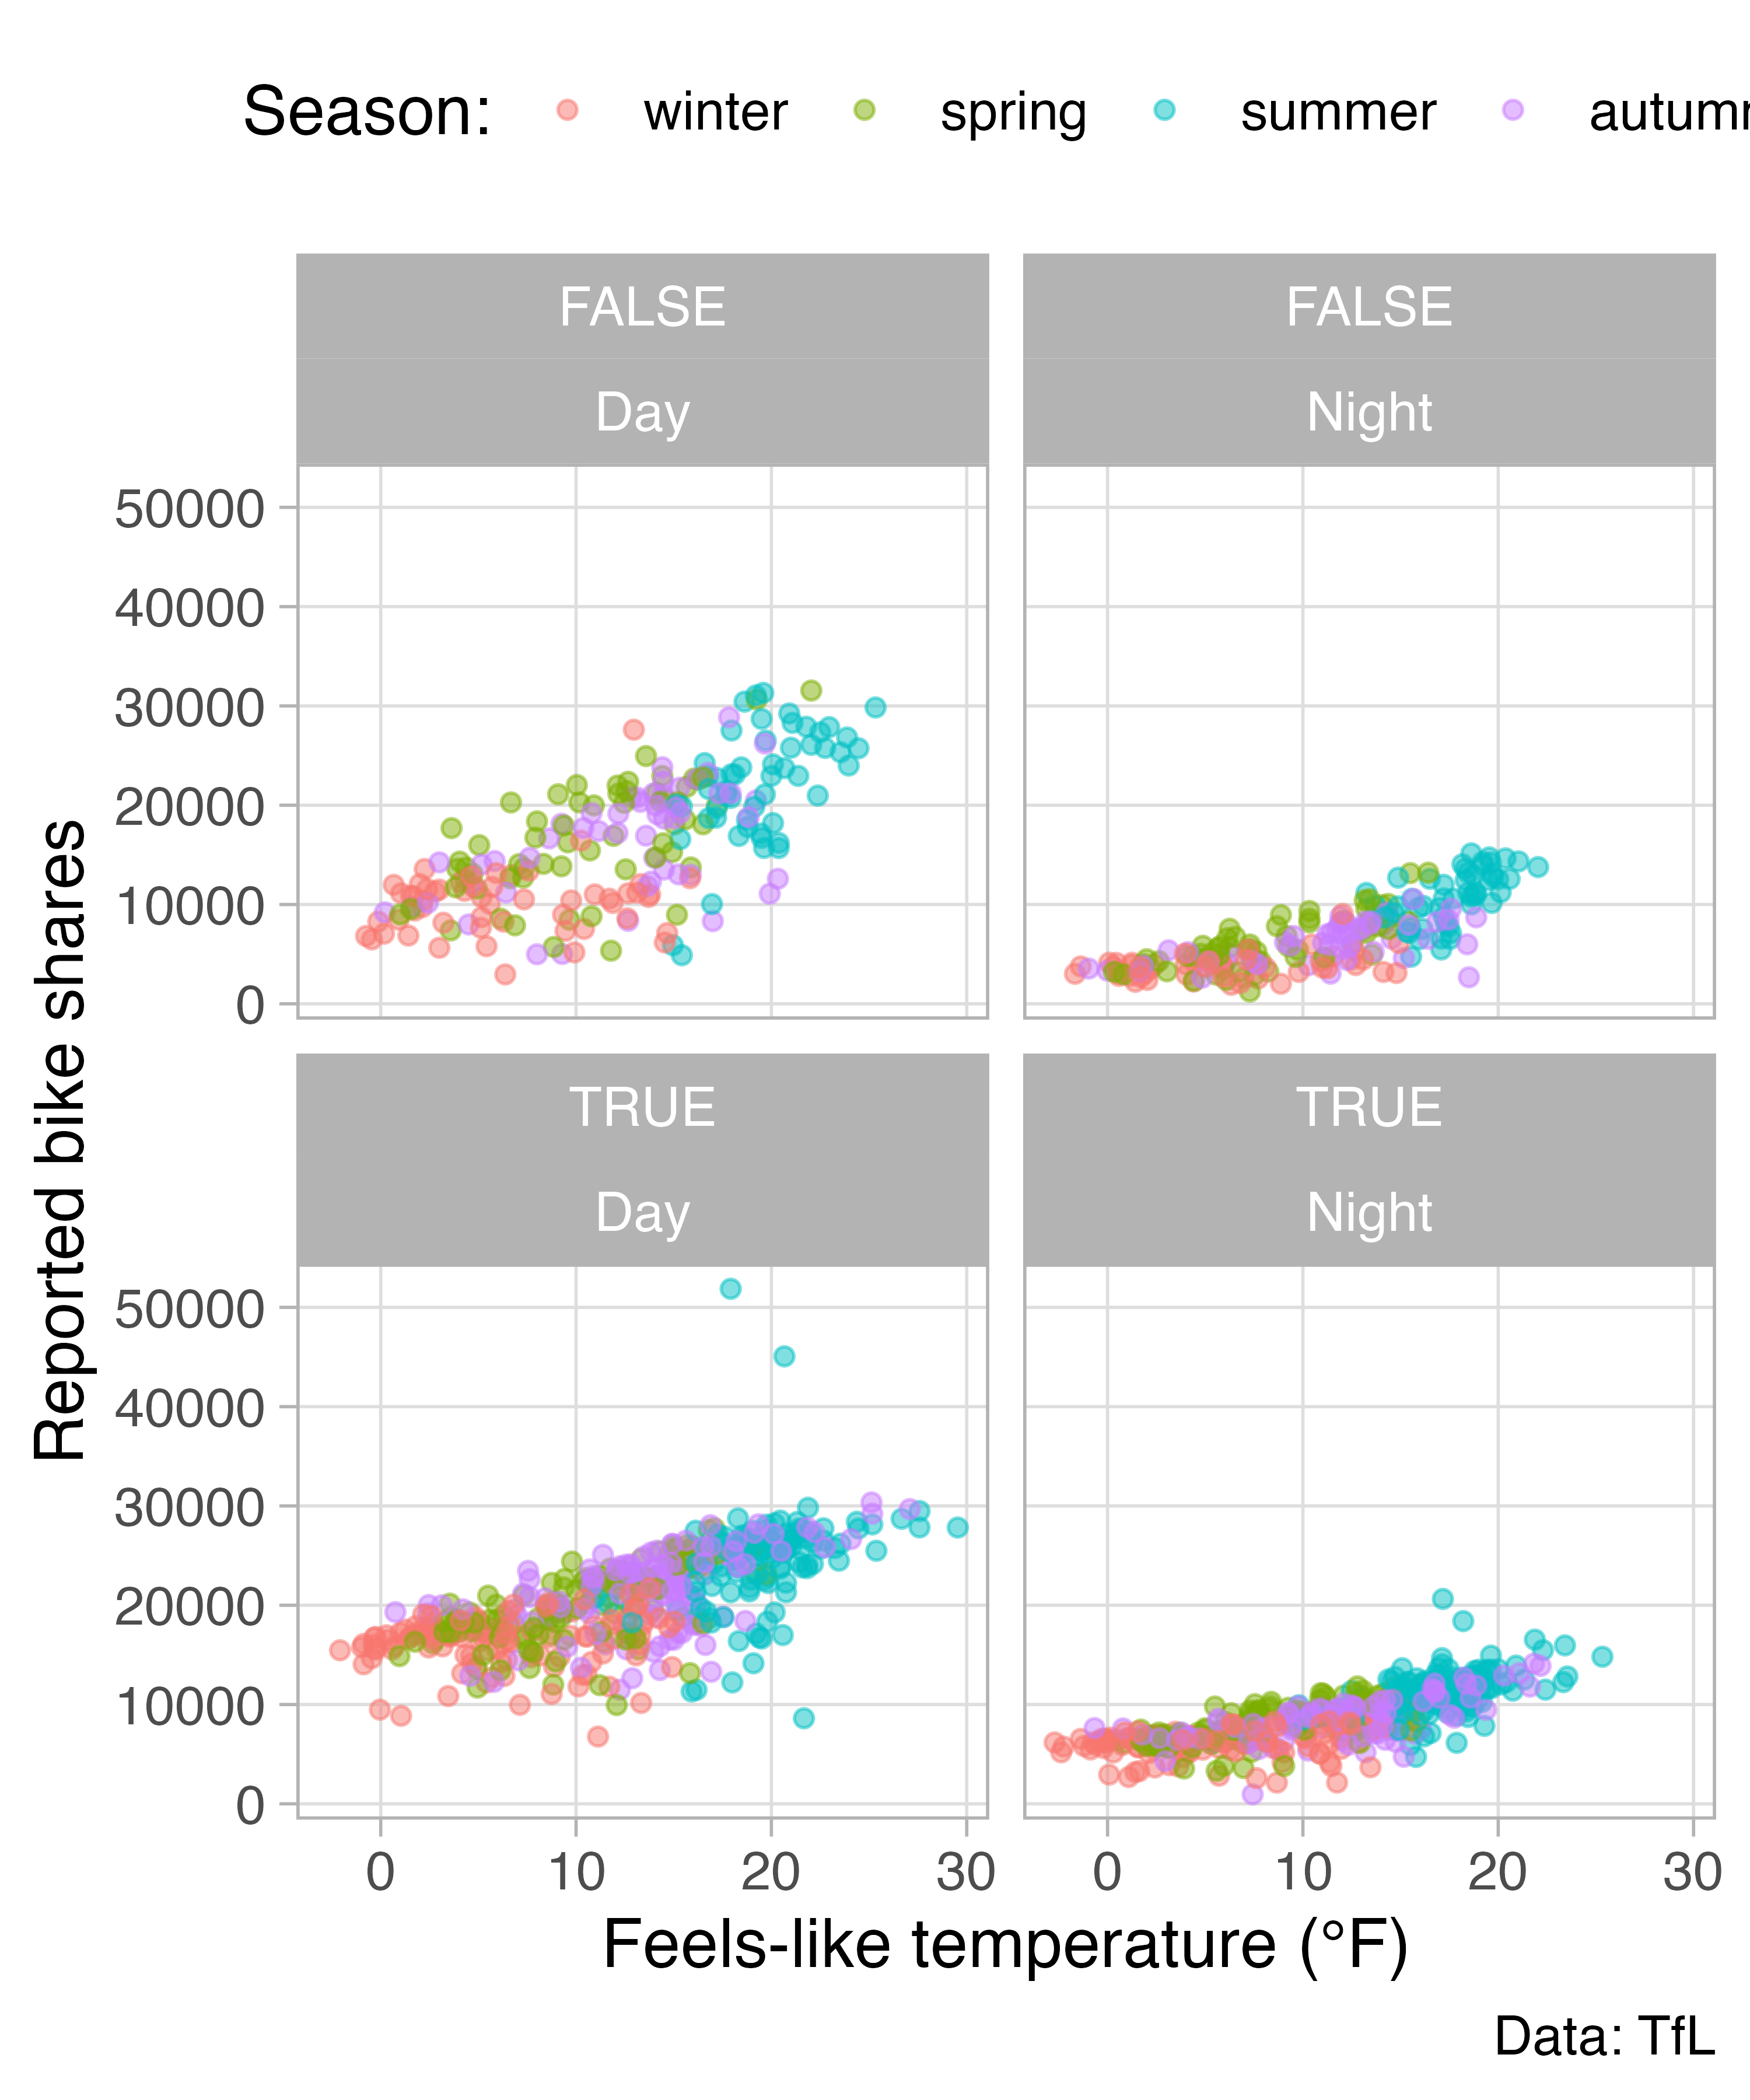 Season: winter spring summer autumn
FALSE FALSE
Day Night
50000
40000
30000
20000
10000
0
Reported bike shares
TRUE TRUE
Day Night
50000
40000
30000
20000
10000
0
0 10 20 30 0 10 20 30
Feels-like temperature (°F)
Data: TfL